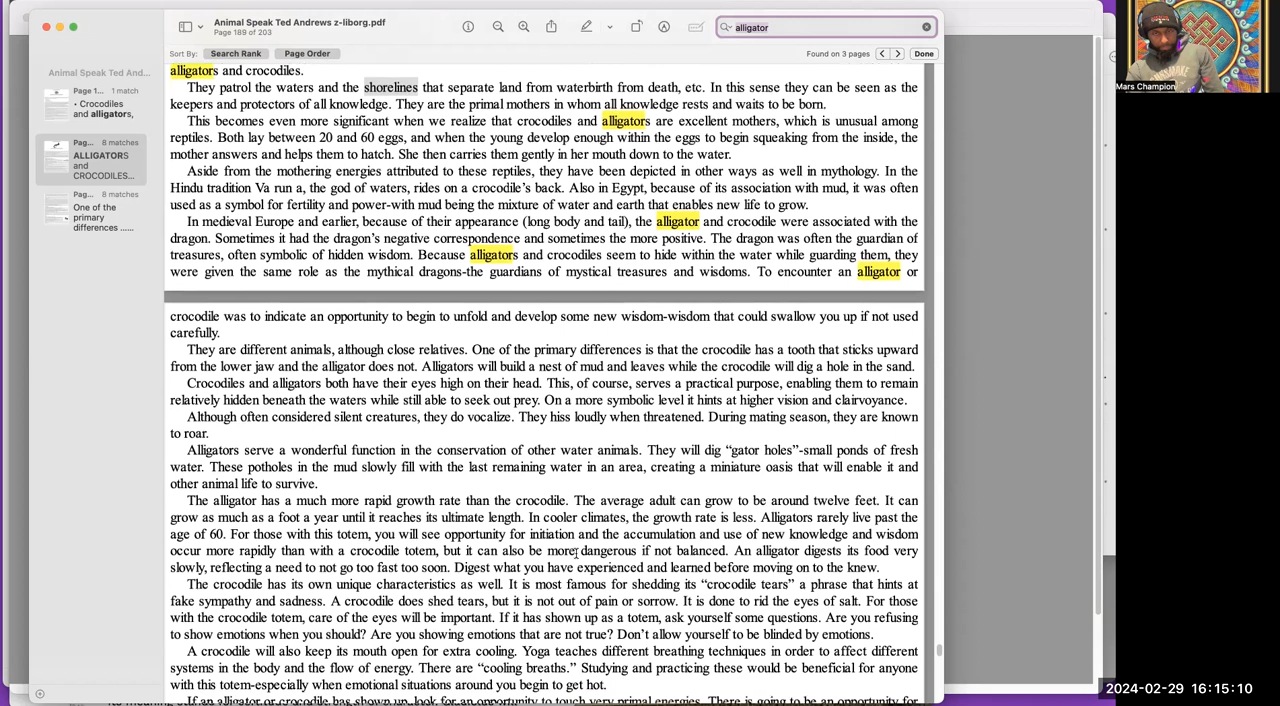 Animal Speak Ted Andrews z-liborg.pdf
Page 189 of 203
alligator
Sort By: Search Rank Page Order
Found on 3 pages
Done
Animal Speak Ted And...
Page 1... 1 match
• Crocodiles
and alligators,
Pag... 8 matches
ALLIGATORS
and
CROCODILES...
Pag... 8 matches
One of the
primary
differences ......
alligators and crocodiles.
They patrol the waters and the shorelines that separate land from waterbirth from death, etc. In this sense they can be seen as the
keepers and protectors of all knowledge. They are the primal mothers in whom all knowledge rests and waits to be born.
This becomes even more significant when we realize that crocodiles and alligators are excellent mothers, which is unusual among
reptiles. Both lay between 20 and 60 eggs, and when the young develop enough within the eggs to begin squeaking from the inside, the
mother answers and helps them to hatch. She then carries them gently in her mouth down to the water.
Aside from the mothering energies attributed to these reptiles, they have been depicted in other ways as well in mythology. In the
Hindu tradition Va run a, the god of waters, rides on a crocodile's back. Also in Egypt, because of its association with mud, it was often
used as a symbol for fertility and power-with mud being the mixture of water and earth that enables new life to grow.
In medieval Europe and earlier, because of their appearance (long body and tail), the alligator and crocodile were associated with the
dragon. Sometimes it had the dragon's negative correspondence and sometimes the more positive. The dragon was often the guardian of
treasures, often symbolic of hidden wisdom. Because alligators and crocodiles seem to hide within the water while guarding them, they
were given the same role as the mythical dragons-the guardians of mystical treasures and wisdoms. To encounter an alligator or
crocodile was to indicate an opportunity to begin to unfold and develop some new wisdom-wisdom that could swallow you up if not used
carefully.
They are different animals, although close relatives. One of the primary differences is that the crocodile has a tooth that sticks upward
from the lower jaw and the alligator does not. Alligators will build a nest of mud and leaves while the crocodile will dig a hole in the sand.
Crocodiles and alligators both have their eyes high on their head. This, of course, serves a practical purpose, enabling them to remain
relatively hidden beneath the waters while still able to seek out prey. On a more symbolic level it hints at higher vision and clairvoyance.
Although often considered silent creatures, they do vocalize. They hiss loudly when threatened. During mating season, they are known
to roar.
Alligators serve a wonderful function in the conservation of other water animals. They will dig “gator holes”-small ponds of fresh
water. These potholes in the mud slowly fill with the last remaining water in an area, creating a miniature oasis that will enable it and
other animal life to survive.
The alligator has a much more rapid growth rate than the crocodile. The average adult can grow to be around twelve feet. It can
grow as much as a foot a year until it reaches its ultimate length. In cooler climates, the growth rate is less. Alligators rarely live past the
age of 60. For those with this totem, you will see opportunity for initiation and the accumulation and use of new knowledge and wisdom
occur more rapidly than with a crocodile totem, but it can also be more dangerous if not balanced. An alligator digests its food very
slowly, reflecting a need to not go too fast too soon. Digest what you have experienced and learned before moving on to the knew.
The crocodile has its own unique characteristics as well. It is most famous for shedding its “crocodile tears” a phrase that hints at
fake sympathy and sadness. A crocodile does shed tears, but it is not out of pain or sorrow. It is done to rid the eyes of salt. For those
with the crocodile totem, care of the eyes will be important. If it has shown up as a totem, ask yourself some questions. Are you refusing
to show emotions when you should? Are you showing emotions that are not true? Don't allow yourself to be blinded by emotions.
A crocodile will also keep its mouth open for extra cooling. Yoga teaches different breathing techniques in order to affect different
systems in the body and the flow of energy. There are “cooling breaths.” Studying and practicing these would be beneficial for anyone
with this totem-especially when emotional situations around you begin to get hot.
If an alligator or crocodile has shown up, look for an opportunity to touch very primal energies. There is going to be an opportunity for
Mars Champion
2024-02-29 16:15:10